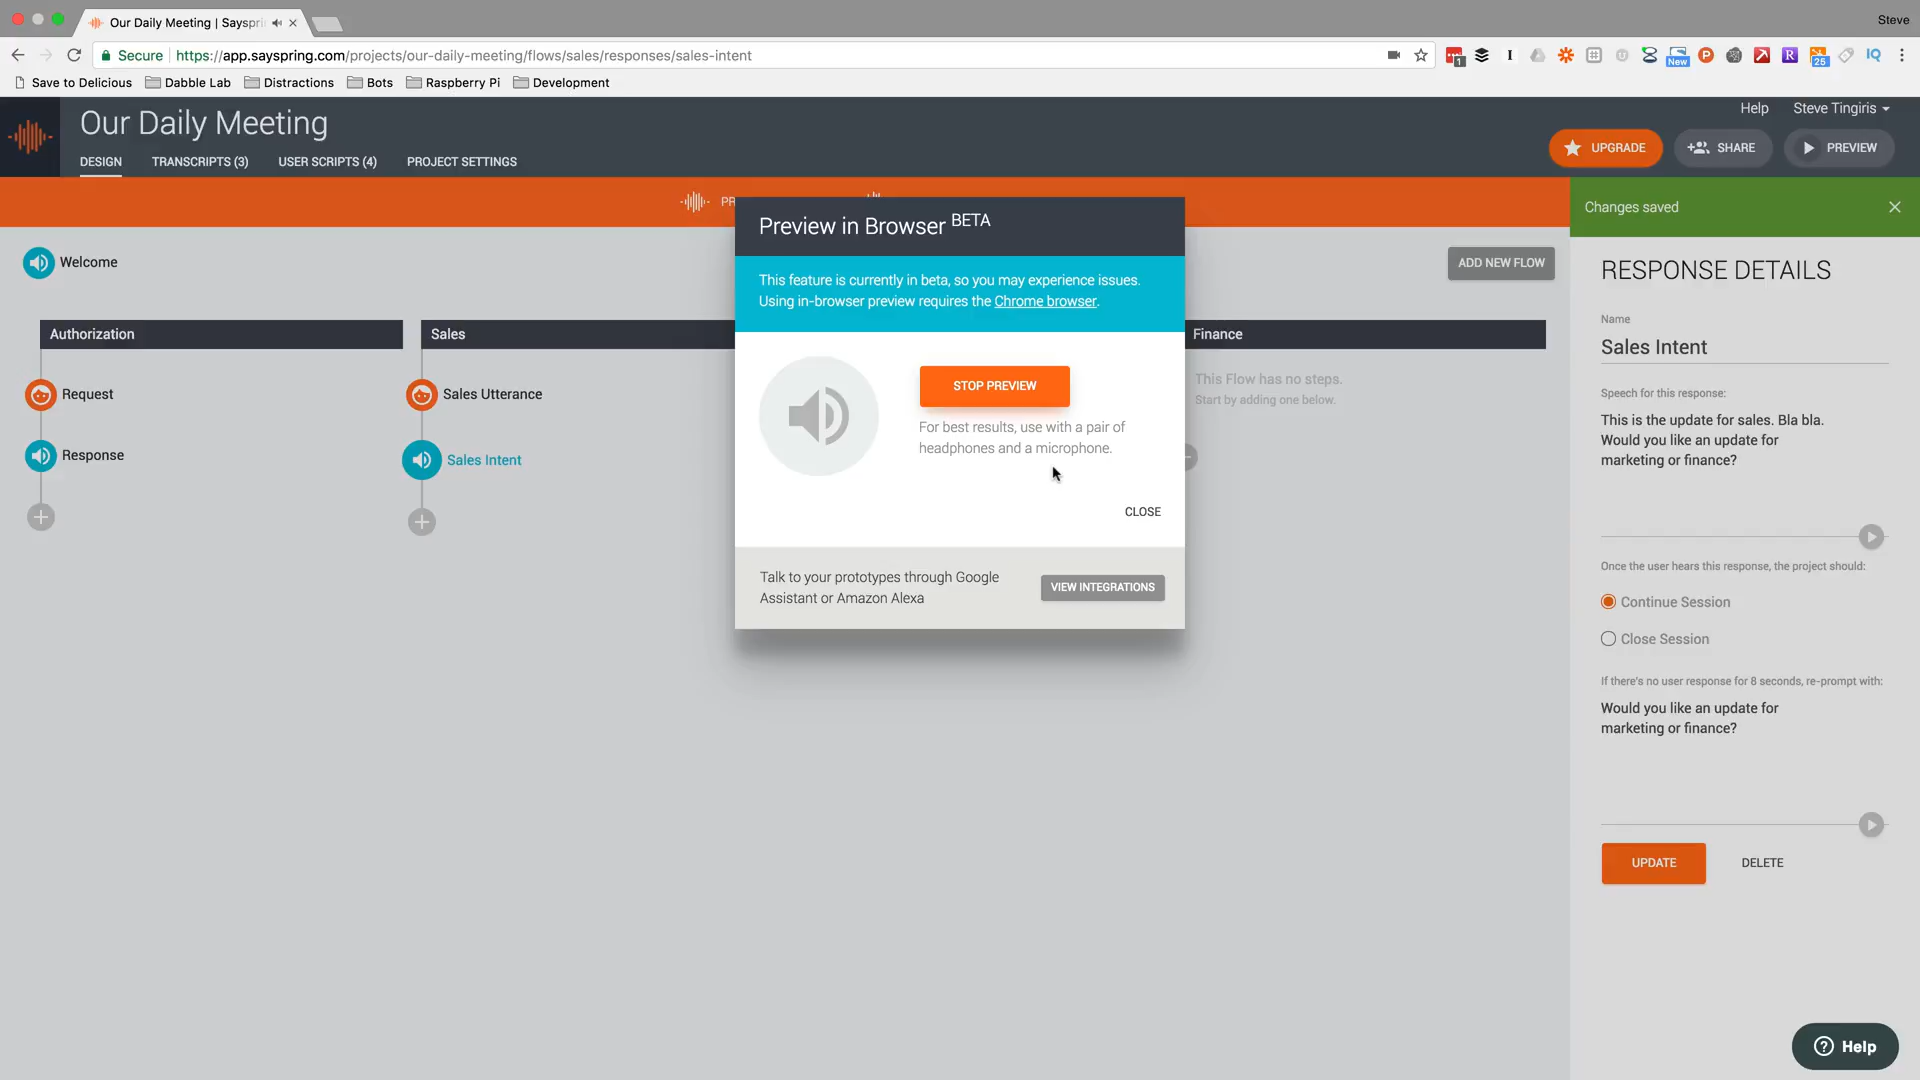 Steve
Our Daily Meeting | Sayspri
Secure
https://app.sayspring.com/projects/our-daily-meeting/flows/sales/responses/sales-intent
1
New
25
IQ
Save to Delicious
Dabble Lab
Distractions
Bots
Raspberry Pi
Development
Our Daily Meeting
Help
Steve Tingiris
DESIGN
TRANSCRIPTS (3)
USER SCRIPTS (4)
PROJECT SETTINGS
UPGRADE
SHARE
PREVIEW
PR
Changes saved
Welcome
ADD NEW FLOW
Authorization
Request
Response
Sales
Sales Utterance
Sales Intent
Finance
This Flow has no steps.
Start by adding one below.
Preview in Browser BETA
This feature is currently in beta, so you may experience issues.
Using in-browser preview requires the Chrome browser.
STOP PREVIEW
For best results, use with a pair of
headphones and a microphone.
CLOSE
Talk to your prototypes through Google
Assistant or Amazon Alexa
VIEW INTEGRATIONS
RESPONSE DETAILS
Name
Sales Intent
Speech for this response:
This is the update for sales. Bla bla.
Would you like an update for
marketing or finance?
Once the user hears this response, the project should:
Continue Session
Close Session
If there's no user response for 8 seconds, re-prompt with:
Would you like an update for
marketing or finance?
UPDATE
DELETE
Help